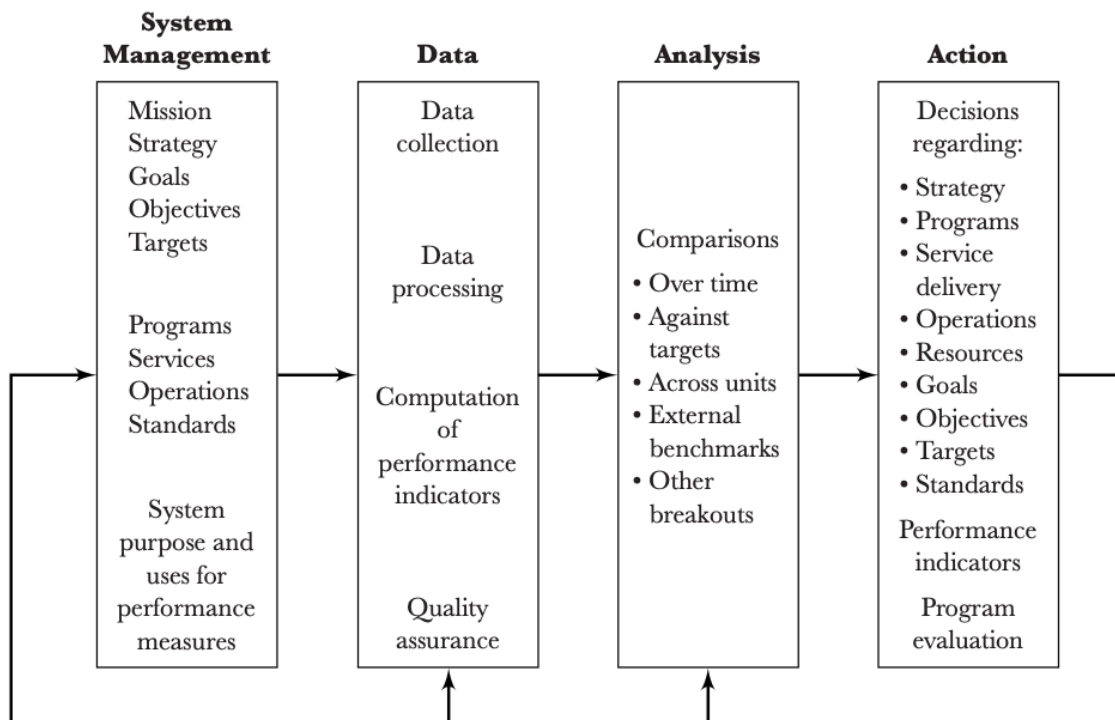 System
Management
Mission
Strategy
Goals
Objectives
Targets
Programs
Services
Operations
Standards
System
purpose and
uses for
performance
measures
Data
Data
collection
Data
processing
Computation
of
performance
indicators
Quality
assurance
Analysis
Comparisons
• Over time
• Against
targets
• Across units
• External
benchmarks
• Other
breakouts
Action
Decisions
regarding:
• Strategy
• Programs
• Service
delivery
• Operations
• Resources
• Goals
• Objectives
• Targets
• Standards
Performance
indicators
Program
evaluation